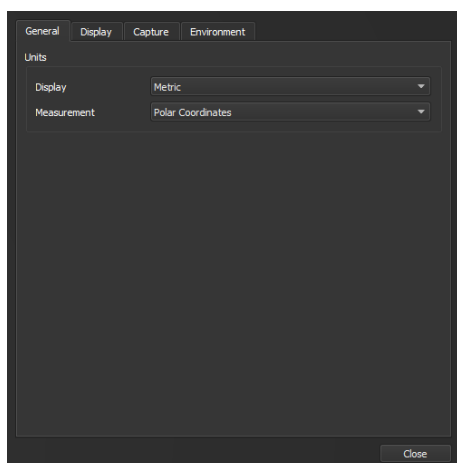 General Display Capture Environment
Units
Display Metric
Measurement Polar Coordinates
Close